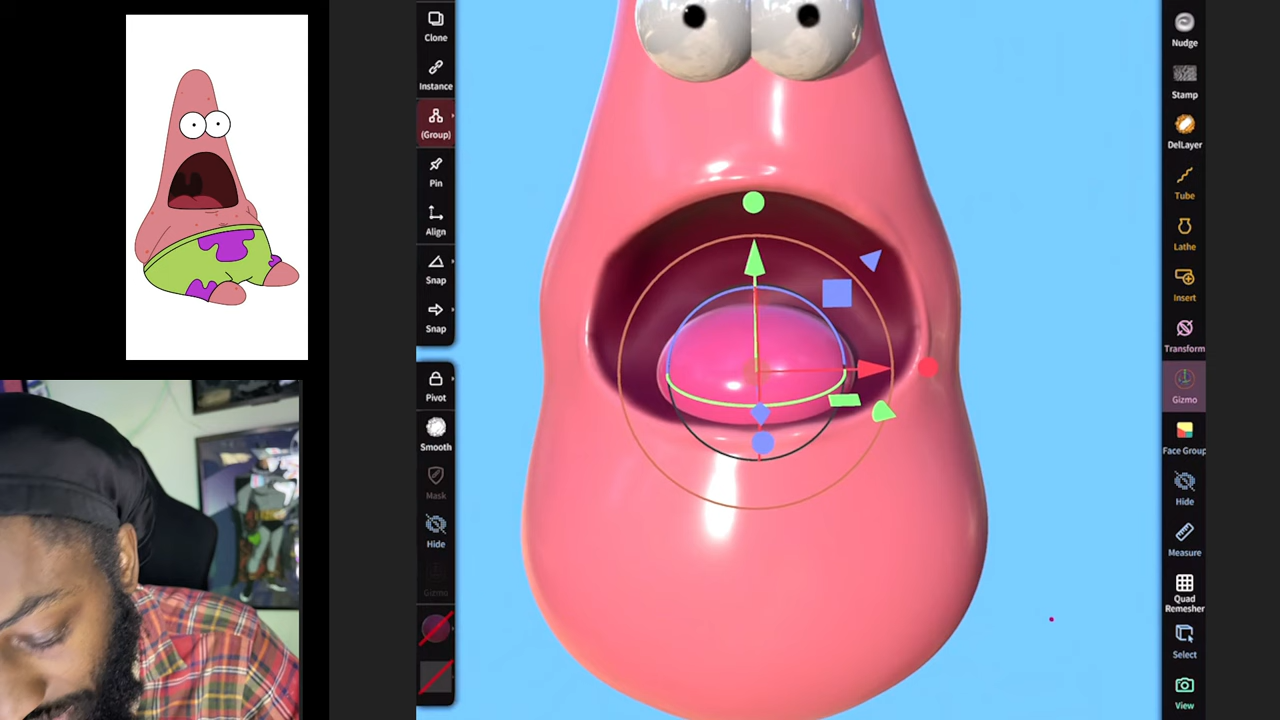 Clone
Instance
(Group)
Pin
Align
Snap
Snap
Pivot
Smooth
Mask
Hide
Gizmo
Nudge
Stamp
DelLayer
Tube
Lathe
Insert
Transform
Gizmo
Face Group
Hide
Measure
Quad
Remesher
Select
View